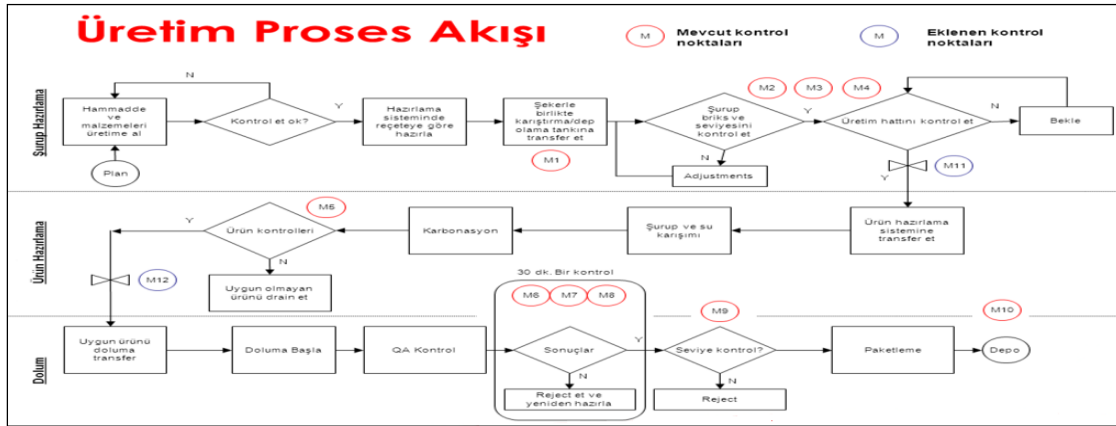 Üretim Proses Akışı
M
Mevcut kontrol
noktaları
M
Eklenen kontrol
noktaları
Şurup Hazırlama
N
Hammadde
ve
malzemeleri
üretime al
Plan
Kontrol et ok?
Y
Hazırlama
sisteminde
reçeteye göre
hazırla
Şekerle
birlikte
karıştırma/dep
olama tankına
transfer et
M1
M2
M3
M4
Şurup
briks ve
seviyesini
kontrol et
Y
N
Adjustments
Üretim hattını kontrol et
N
Bekle
Y
M11
Ürün Hazırlama
Y
M5
Ürün kontrolleri
N
Uygun olmayan
ürünü drain et
M12
Karbonasyon
Şurup ve su
karışımı
Ürün hazırlama
sistemine
transfer et
30 dk. Bir kontrol
M6
M7
M8
M9
M10
Dolum
Uygun ürünü
doluma
transfer
Doluma Başla
QA Kontrol
Sonuçlar
Y
N
Reject et ve
yeniden hazırla
Seviye kontrol?
N
Reject
Paketleme
Depo